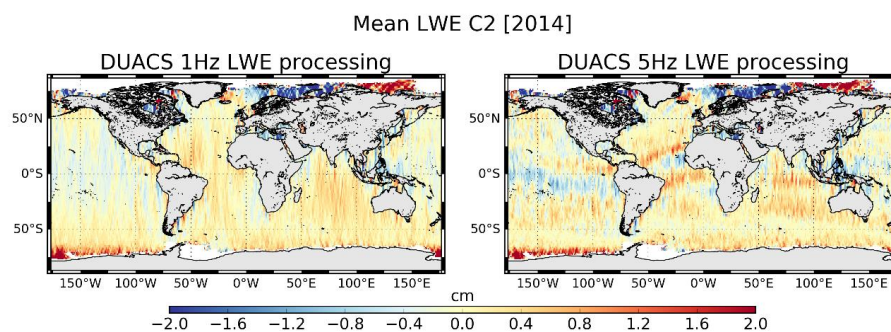 Mean LWE C2 [2014]
DUACS 1Hz LWE processing DUACS 5Hz LWE processing
50°N 50°N
0°S 0°S
50°S 50°S
150°W 100°W 50°W 0°E 50°E 100°E 150°E 150°W 100°W 50°W 0°E 50°E 100°E 150°E
cm
−2.0 −1.6 −1.2 −0.8 −0.4 0.0 0.4 0.8 1.2 1.6 2.0